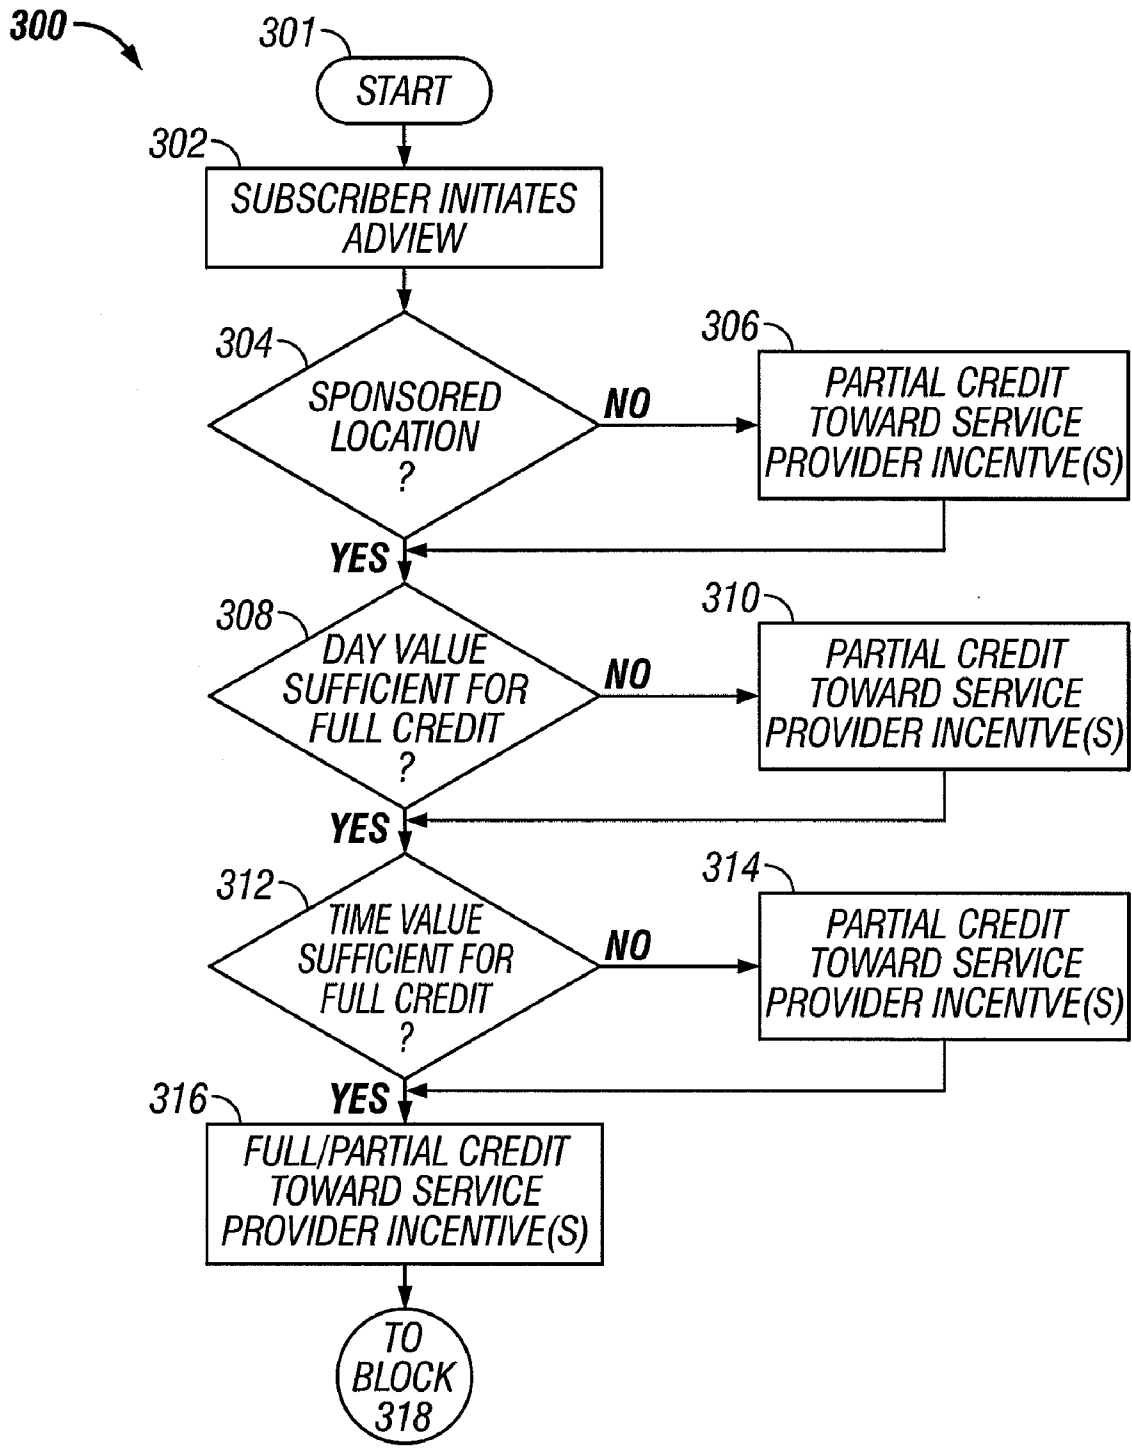 300
301
START
302
SUBSCRIBER INITIATES
ADVIEW
304
SPONSORED
LOCATION
?
NO
306
PARTIAL CREDIT
TOWARD SERVICE
PROVIDER INCENTVE(S)
YES
308
DAY VALUE
SUFFICIENT FOR
FULL CREDIT
?
NO
310
PARTIAL CREDIT
TOWARD SERVICE
PROVIDER INCENTVE(S)
YES
312
TIME VALUE
SUFFICIENT FOR
FULL CREDIT
?
NO
314
PARTIAL CREDIT
TOWARD SERVICE
PROVIDER INCENTVE(S)
YES
316
FULL/PARTIAL CREDIT
TOWARD SERVICE
PROVIDER INCENTIVE(S)
TO
BLOCK
318